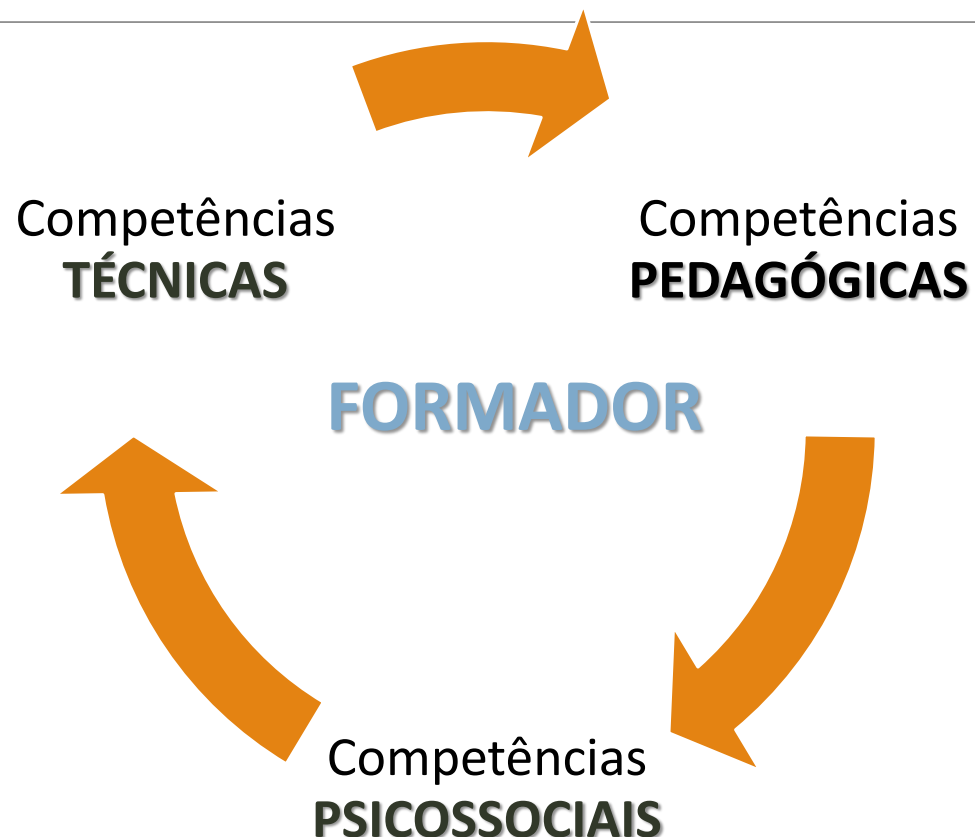 Competências
TÉCNICAS
Competências
PEDAGÓGICAS
FORMADOR
Competências
PSICOSSOCIAIS